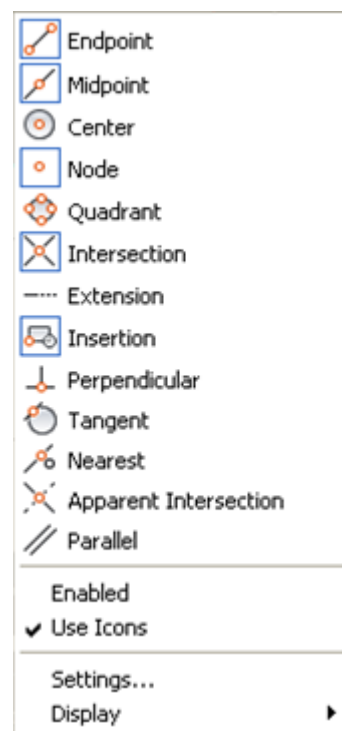 Endpoint
Midpoint
Center
Node
Quadrant
Intersection
Extension
Insertion
Perpendicular
Tangent
Nearest
Apparent Intersection
Parallel
Enabled
Use Icons
Settings...
Display